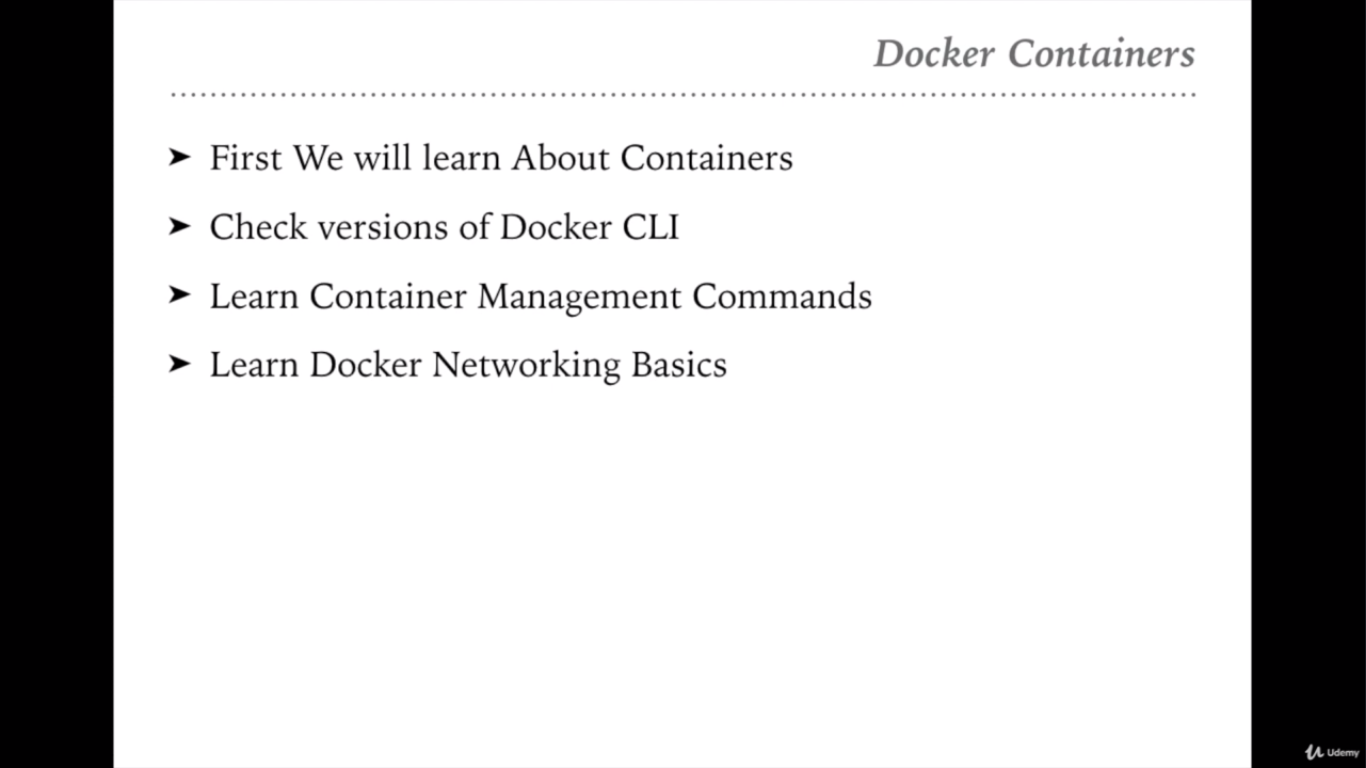 Docker Containers
➤ First We will learn About Containers
➤ Check versions of Docker CLI
➤ Learn Container Management Commands
➤ Learn Docker Networking Basics
Udemy